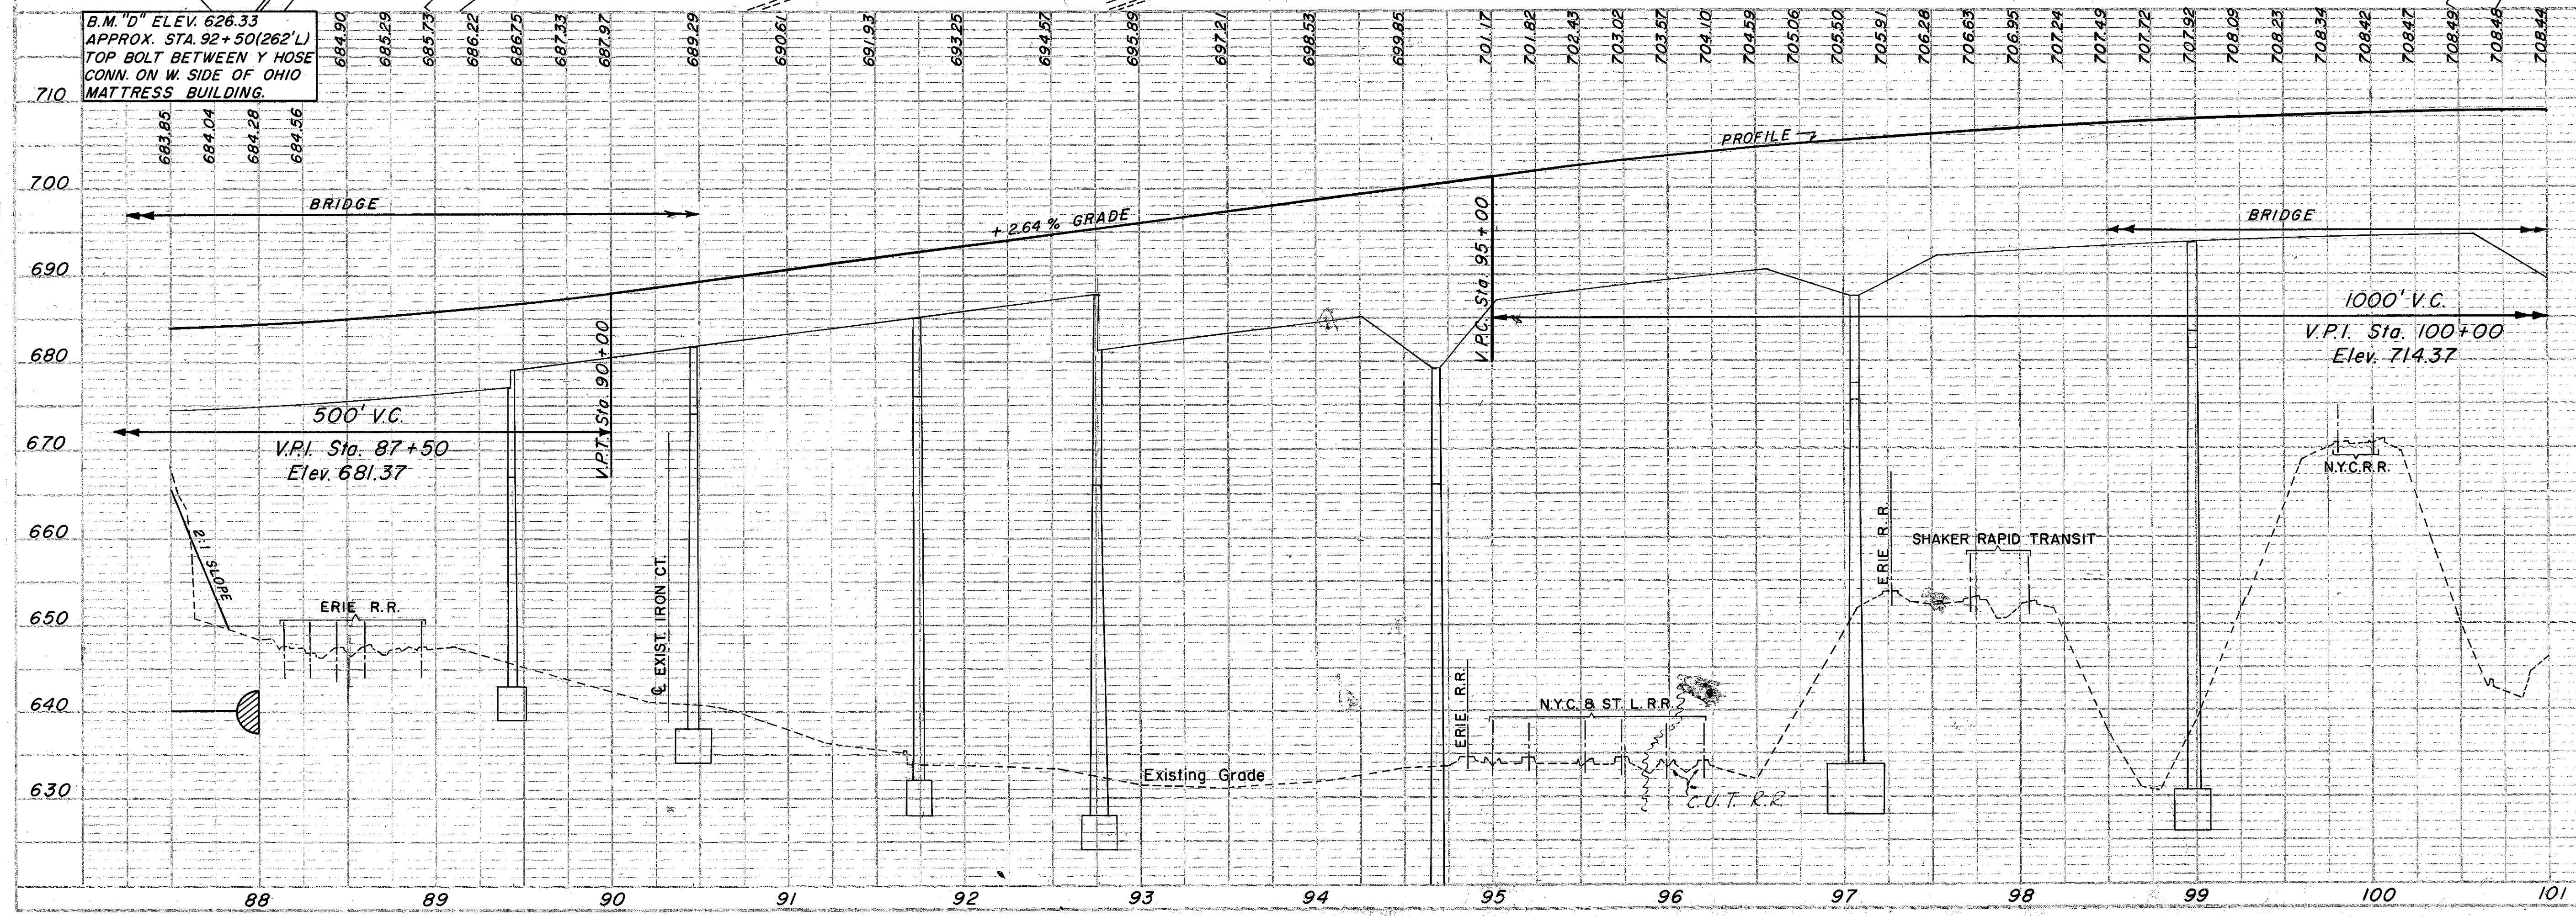 B.M. "D" ELEV. 626.33
APPROX. STA. 92+50(262'L)
TOP BOLT BETWEEN Y HOSE
CONN. ON W. SIDE OF OHIO
MATTRESS BUILDING.
683.85
684.04
684.28
684.56
684.90
685.29
685.73
686.22
686.75
687.33
687.97
689.29
690.61
691.93
693.25
694.57
695.89
697.21
698.53
699.85
701.17
701.82
702.43
703.02
703.57
704.10
704.59
705.06
705.50
705.91
706.28
706.63
706.95
707.24
707.49
707.72
707.92
708.09
708.23
708.34
708.42
708.47
708.49
708.48
708.44
710
700
690
680
670
660
650
640
630
BRIDGE
+ 2.64 % GRADE
PROFILE
BRIDGE
500' V.C.
V.P.I. Sta. 87+50
Elev. 681.37
V.P.T. Sta. 90+00
V.P.C. Sta. 95+00
1000' V.C.
V.P.I. Sta. 100+00
Elev. 714.37
2:1 SLOPE
ERIE R.R.
℄ EXIST. IRON CT.
Existing Grade
ERIE R.R.
N.Y.C. & ST. L. R.R.
C.U.T. R.R
ERIE R.R.
SHAKER RAPID TRANSIT
N.Y.C.R.R.
88
89
90
91
92
93
94
95
96
97
98
99
100
101